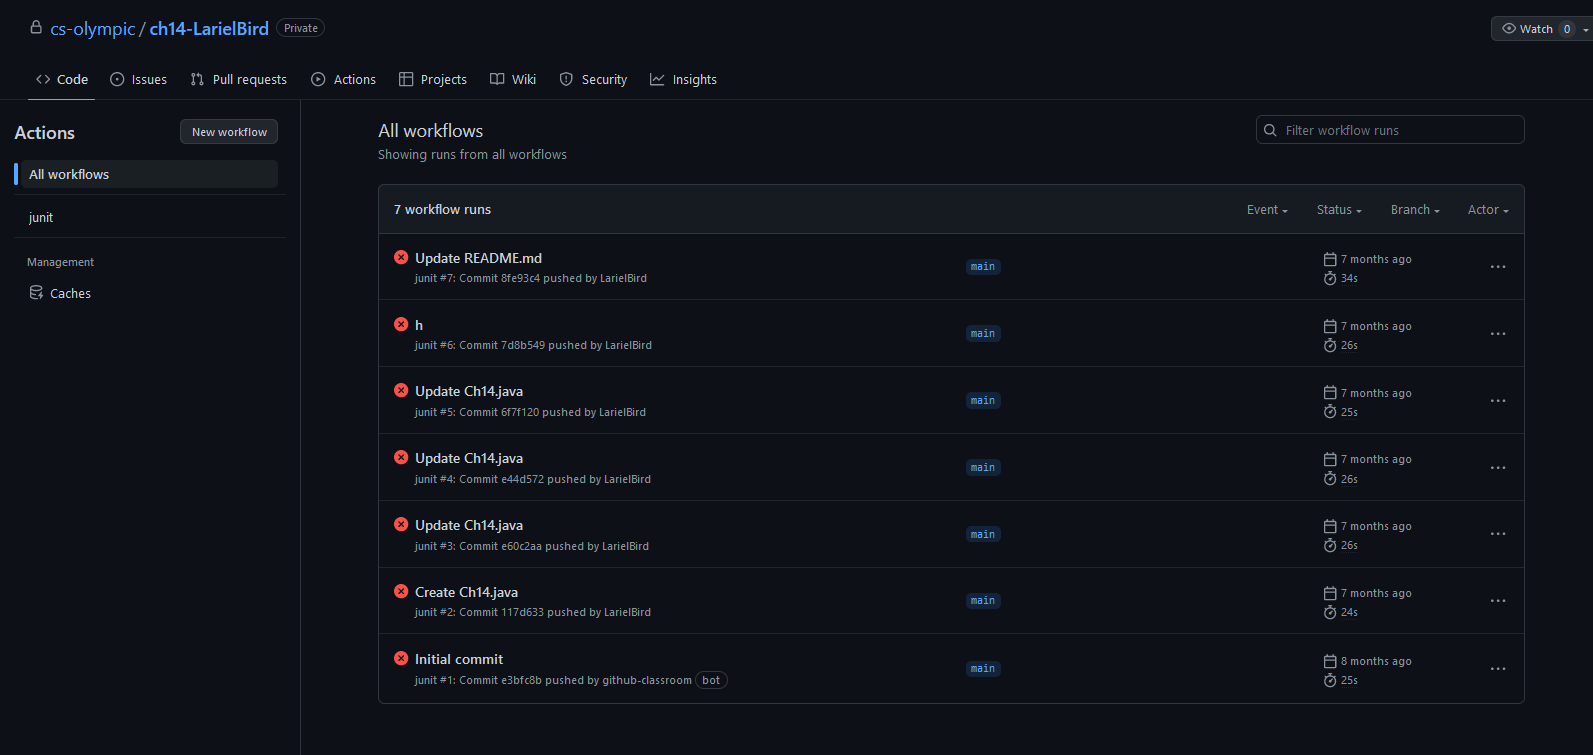 cs-olympic / ch14-LarielBird Private
Watch 0
Code Issues Pull requests Actions Projects Wiki Security Insights
Actions
New workflow
All workflows
junit
Management
Caches
All workflows
Showing runs from all workflows
Filter workflow runs
7 workflow runs
Event Status Branch Actor
Update README.md
junit #7: Commit 8fe93c4 pushed by LarielBird
main
7 months ago
34s
h
junit #6: Commit 7d8b549 pushed by LarielBird
main
7 months ago
26s
Update Ch14.java
junit #5: Commit 6f7f120 pushed by LarielBird
main
7 months ago
25s
Update Ch14.java
junit #4: Commit e44d572 pushed by LarielBird
main
7 months ago
26s
Update Ch14.java
junit #3: Commit e60c2aa pushed by LarielBird
main
7 months ago
26s
Create Ch14.java
junit #2: Commit 117d633 pushed by LarielBird
main
7 months ago
24s
Initial commit
junit #1: Commit e3bfc8b pushed by github-classroom bot
main
8 months ago
25s